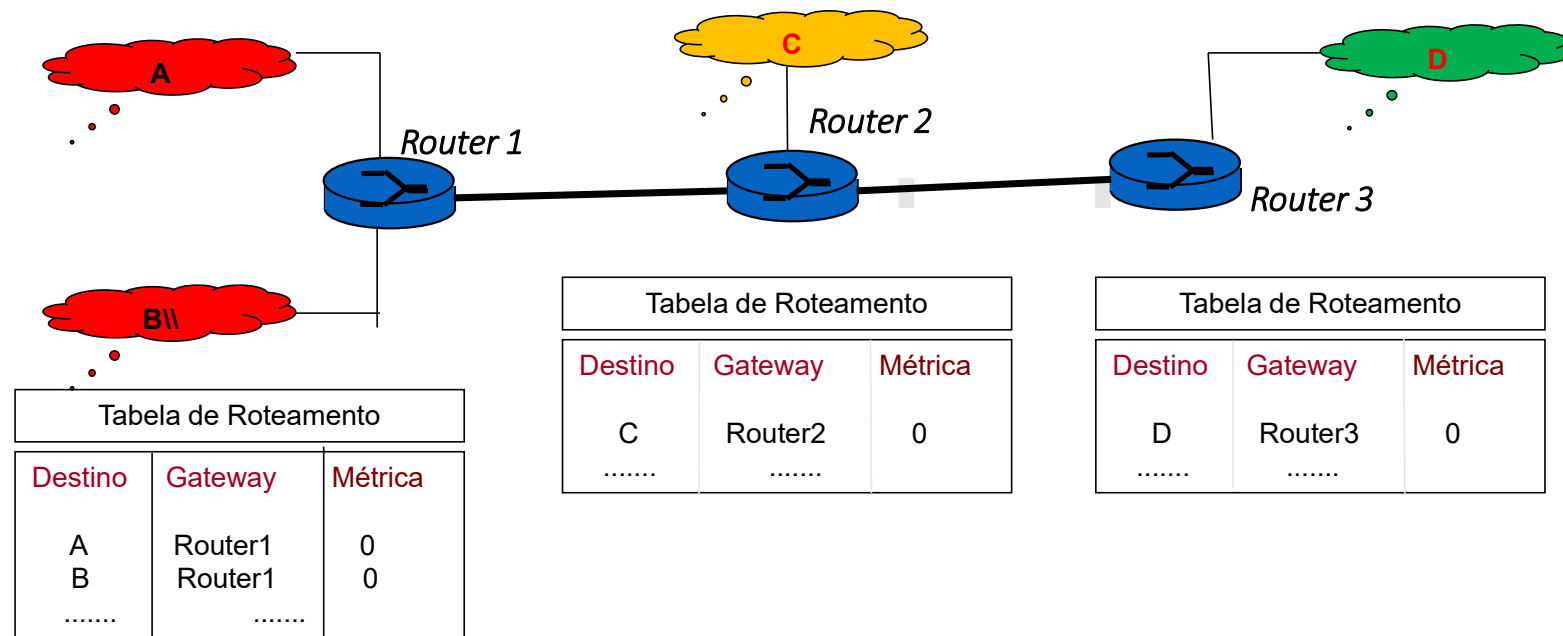 A
C
D
Router 1
Router 2
Router 3
B\\
Tabela de Roteamento
Destino Gateway Métrica
A Router1 0
B Router1 0
....... .......
Tabela de Roteamento
Destino Gateway Métrica
C Router2 0
....... .......
Tabela de Roteamento
Destino Gateway Métrica
D Router3 0
....... .......